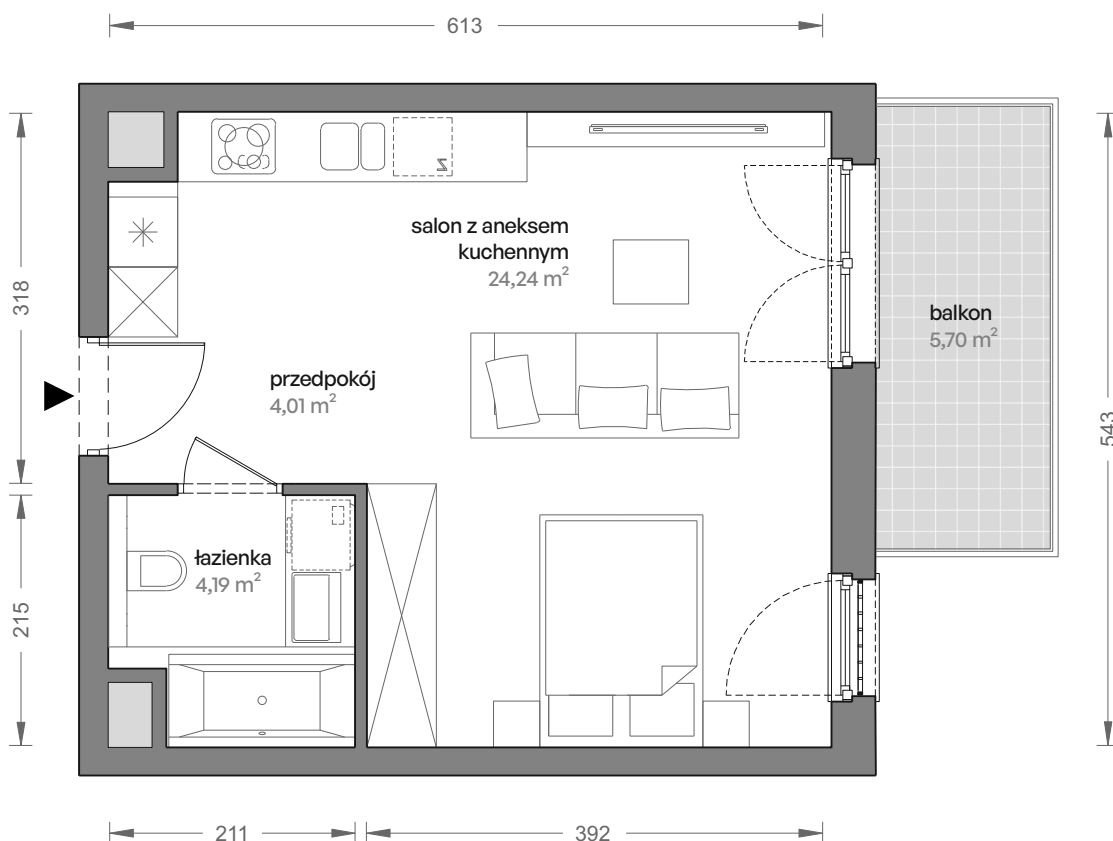 613
salon z aneksem
kuchennym
24,24 m²
318
balkon
5,70 m²
przedpokój
4,01 m²
543
łazienka
4,19 m²
215
211
392